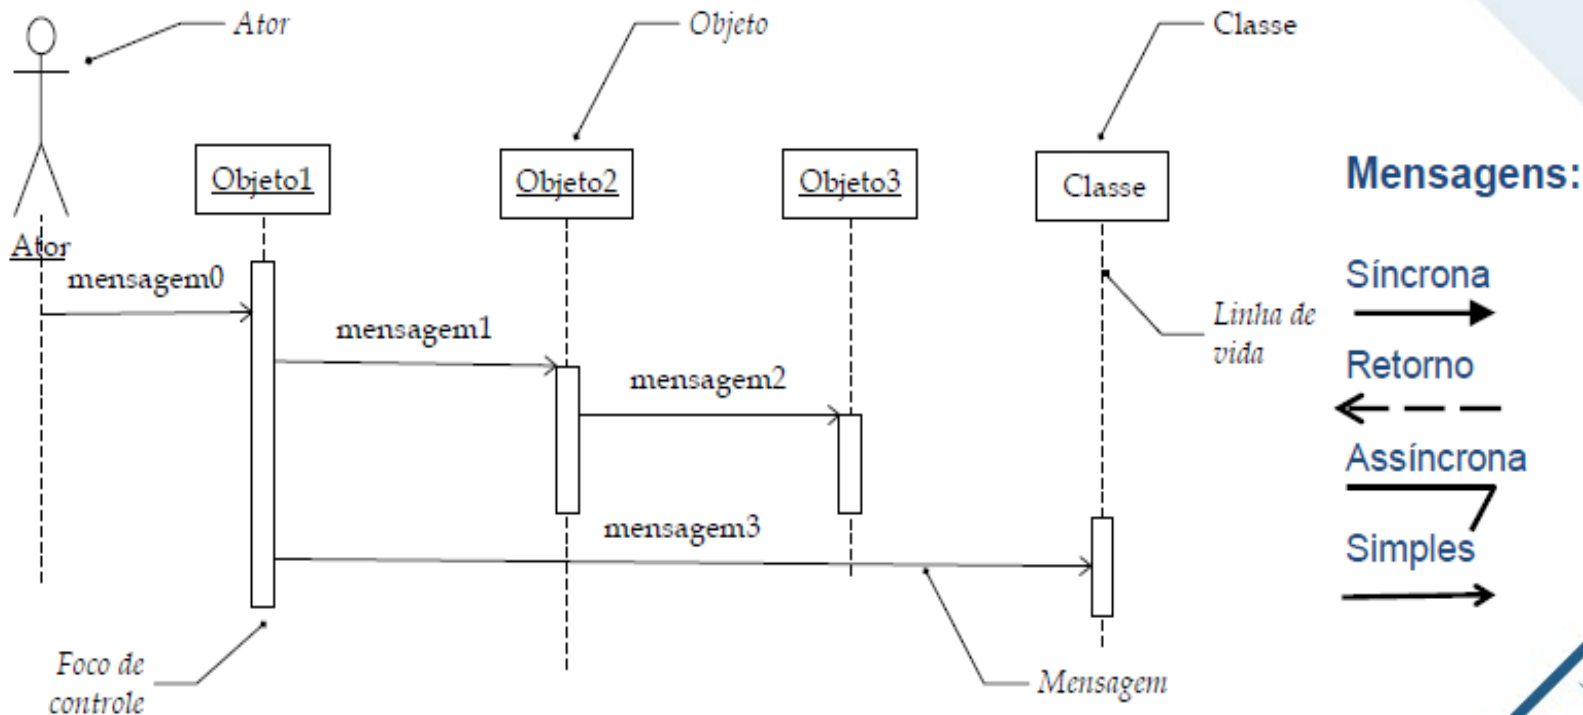 Ator
Objeto
Classe
Objeto1
Objeto2
Objeto3
Classe
Mensagens:
Ator
mensagem0
Síncrona
mensagem1
Linha de
vida
Retorno
mensagem2
Assíncrona
mensagem3
Simples
Foco de
controle
Mensagem